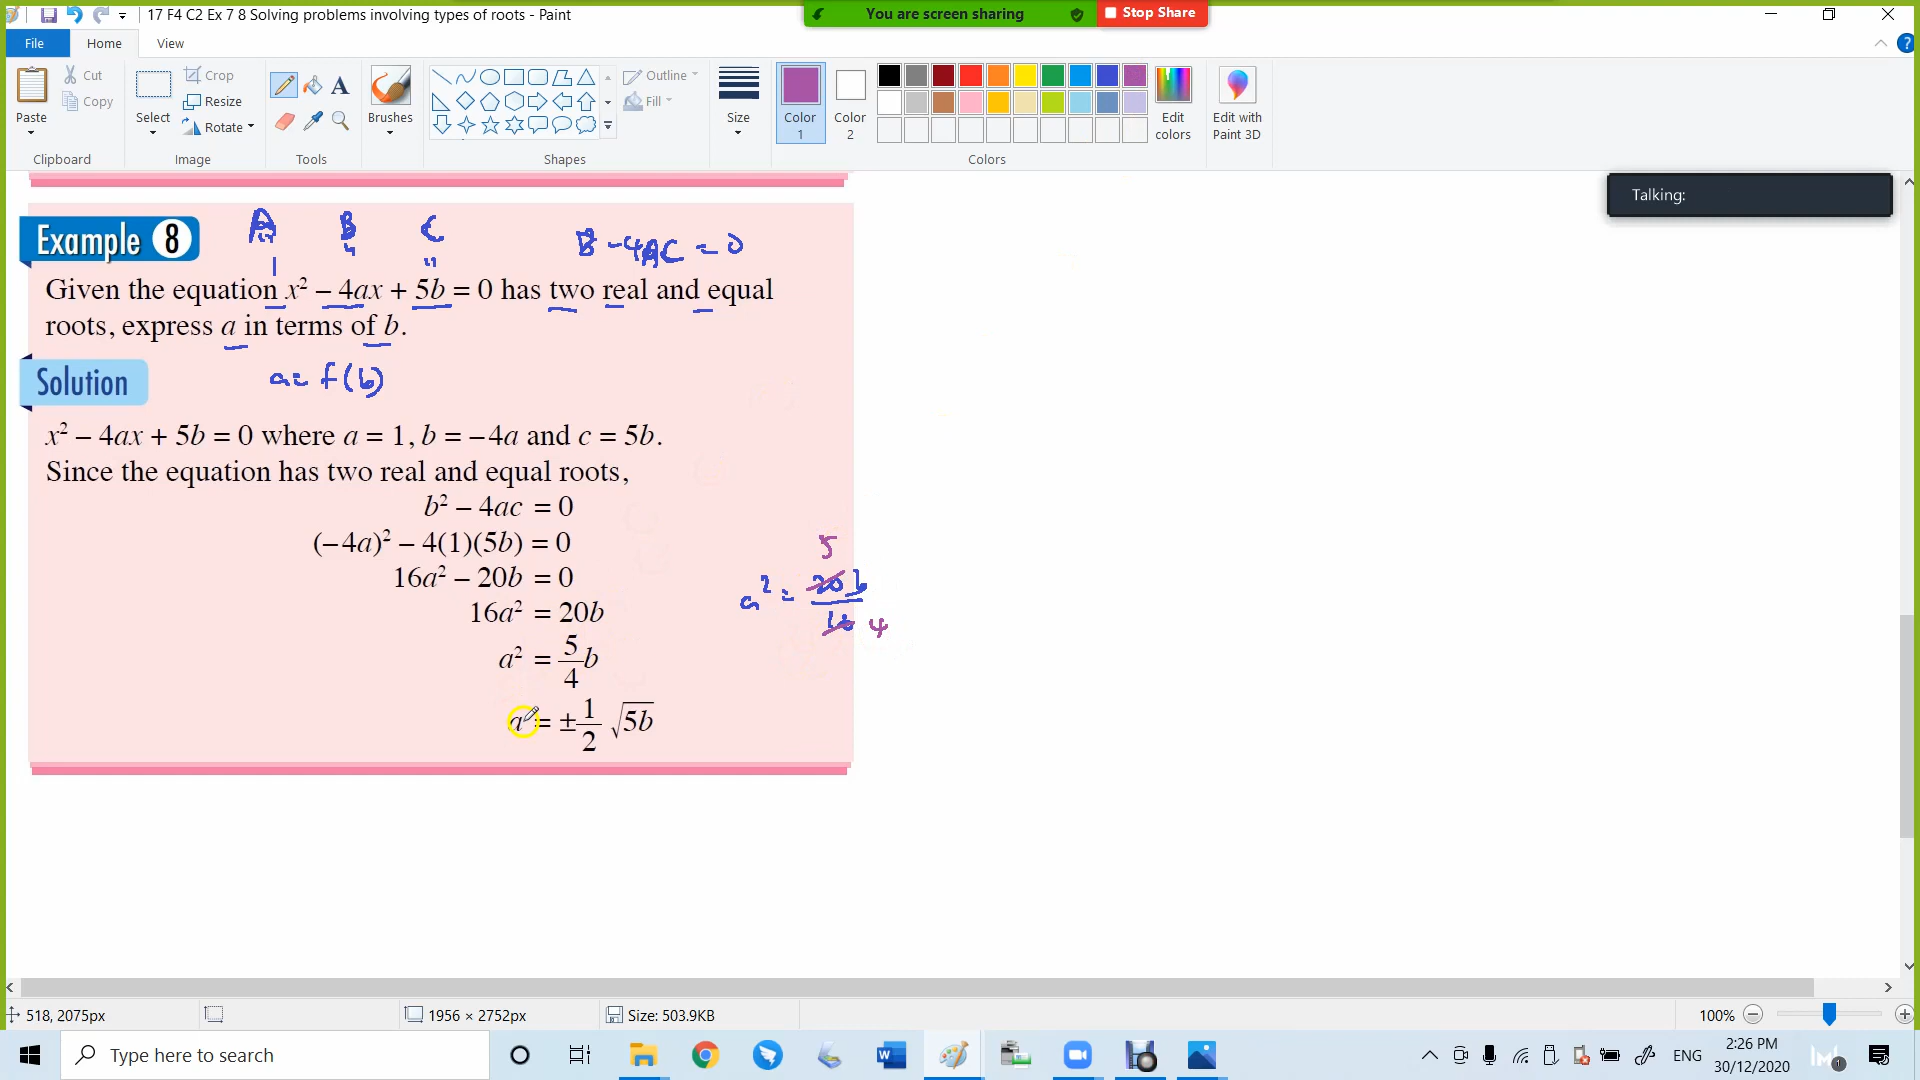 17 F4 C2 Ex 7 8 Solving problems involving types of roots - Paint
You are screen sharing
Stop Share
File
Home
View
Paste
Cut
Copy
Clipboard
Select
Crop
Resize
Rotate
Image
Tools
Brushes
Outline
Fill
Shapes
Size
Color 1
Color 2
Edit colors
Edit with Paint 3D
Colors
Talking:
A B C
B - 4AC = 0
1
Example 8
Given the equation x² − 4ax + 5b = 0 has two real and equal
roots, express a in terms of b.
Solution
a = f(b)
x² − 4ax + 5b = 0 where a = 1, b = −4a and c = 5b.
Since the equation has two real and equal roots,
b² − 4ac = 0
(−4a)² − 4(1)(5b) = 0
16a² − 20b = 0
16a² = 20b
a² = 5/4 b
a = ±1/2 √5b
5
a² = 20b/16
4
518, 2075px
1956 × 2752px
Size: 503.9KB
100%
Type here to search
ENG
2:26 PM
30/12/2020
1